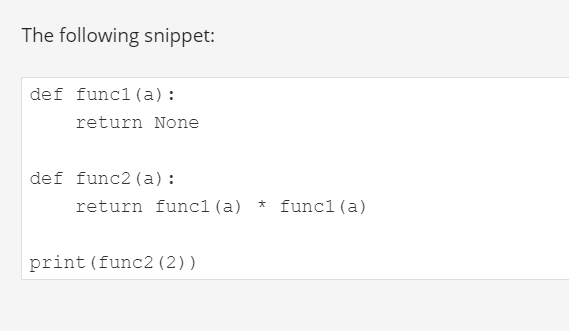 The following snippet:
def func1(a):
    return None
def func2(a):
    return func1(a) * func1(a)
print(func2(2))